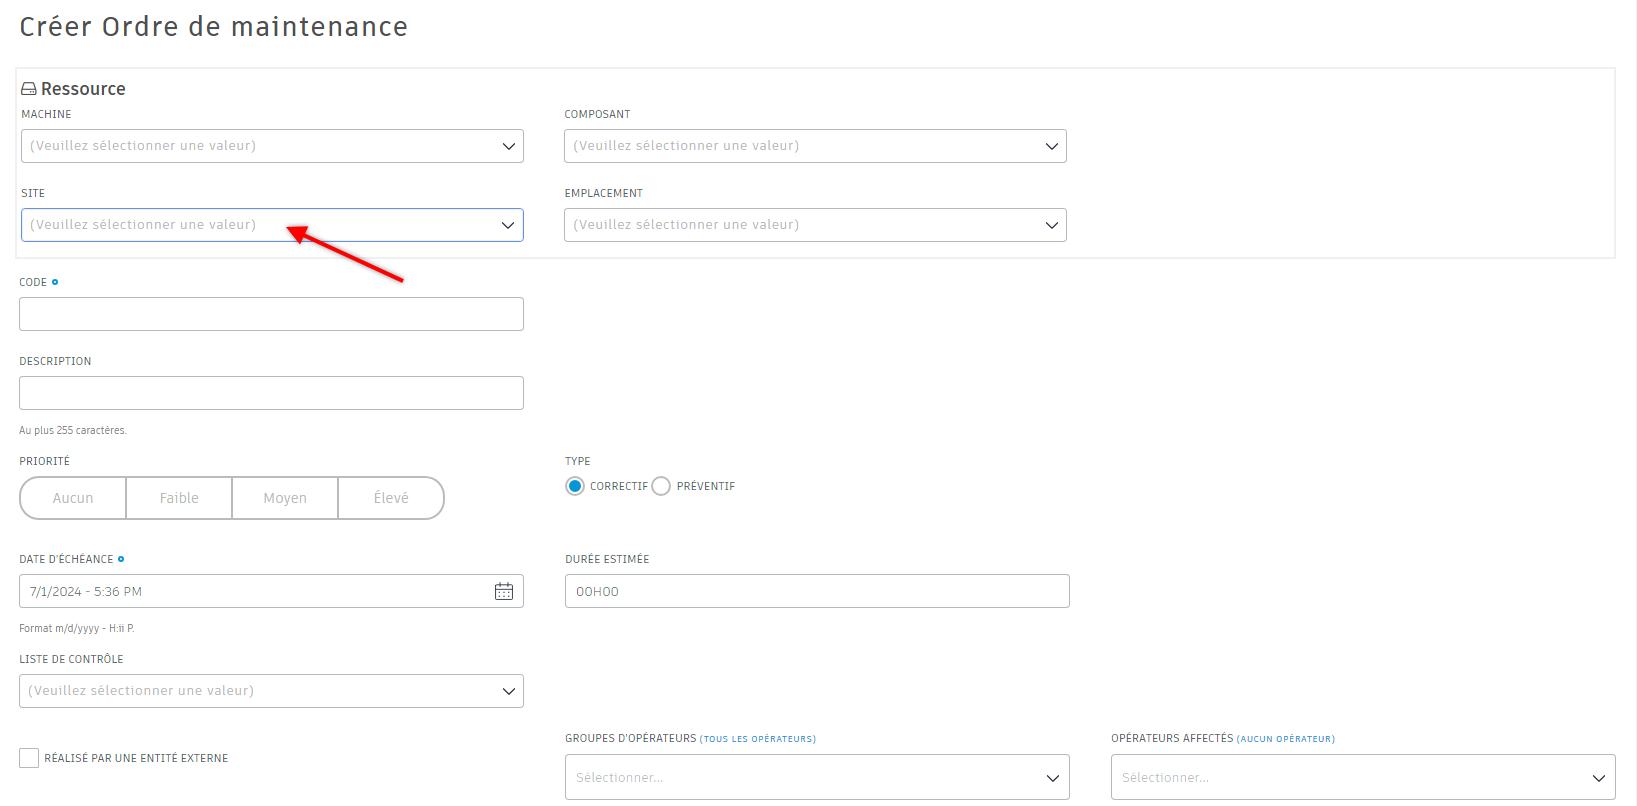 Créer Ordre de maintenance
Ressource
MACHINE
COMPOSANT
(Veuillez sélectionner une valeur)
(Veuillez sélectionner une valeur)
SITE
EMPLACEMENT
(Veuillez sélectionner une valeur)
(Veuillez sélectionner une valeur)
CODE
DESCRIPTION
Au plus 255 caractères.
PRIORITÉ
TYPE
Aucun Faible Moyen Élevé
CORRECTIF PRÉVENTIF
DATE D'ÉCHÉANCE
DURÉE ESTIMÉE
7/1/2024 - 5:36 PM
00H00
Format m/d/yyyy - H:ii P.
LISTE DE CONTRÔLE
(Veuillez sélectionner une valeur)
RÉALISÉ PAR UNE ENTITÉ EXTERNE
GROUPES D'OPÉRATEURS (TOUS LES OPÉRATEURS)
OPÉRATEURS AFFECTÉS (AUCUN OPÉRATEUR)
Sélectionner...
Sélectionner...